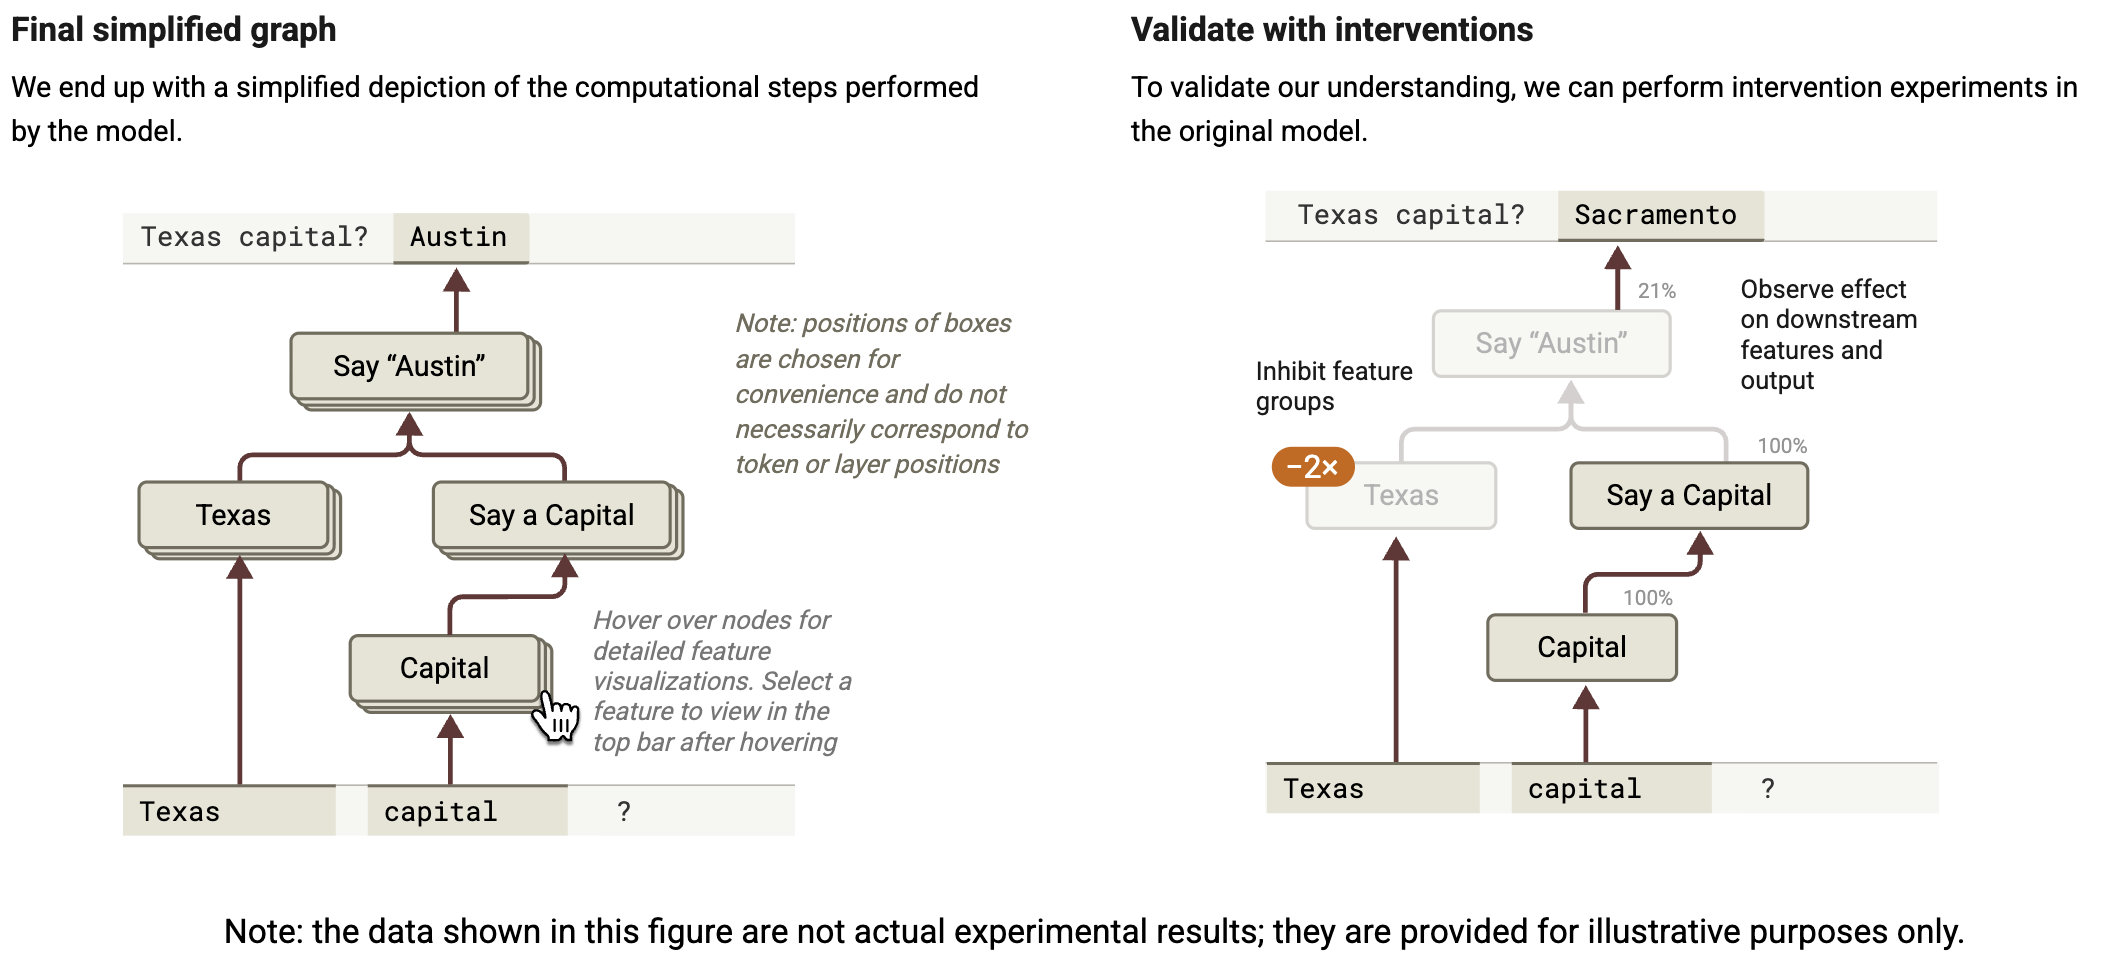 Final simplified graph
We end up with a simplified depiction of the computational steps performed
by the model.
Texas capital? Austin
Say “Austin”
Note: positions of boxes
are chosen for
convenience and do not
necessarily correspond to
token or layer positions
Texas
Say a Capital
Capital
Hover over nodes for
detailed feature
visualizations. Select a
feature to view in the
top bar after hovering
Texas capital ?
Validate with interventions
To validate our understanding, we can perform intervention experiments in
the original model.
Texas capital? Sacramento
21%
Observe effect
on downstream
features and
output
Say “Austin”
Inhibit feature
groups
−2×
Texas
100%
Say a Capital
100%
Capital
Texas capital ?
Note: the data shown in this figure are not actual experimental results; they are provided for illustrative purposes only.